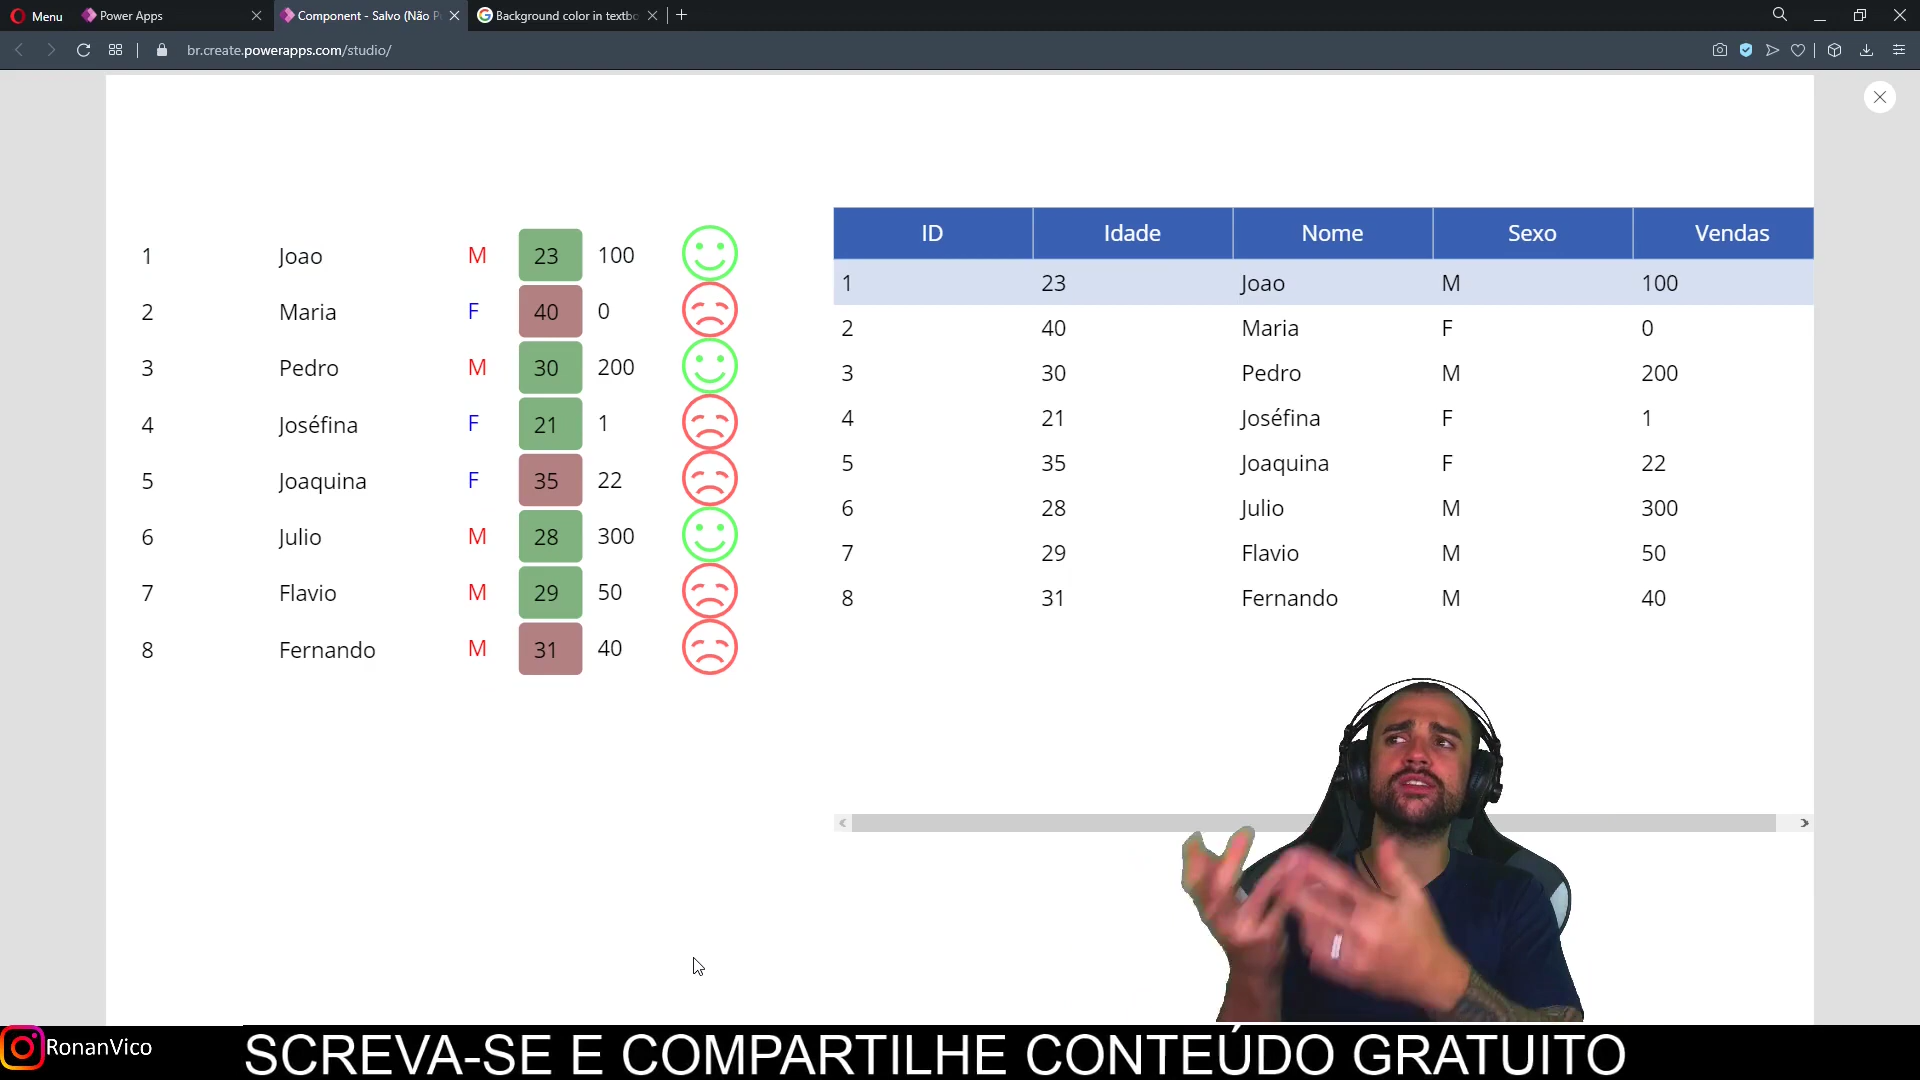 Menu
Power Apps
Component - Salvo (Não P
Background color in textbo
br.create.powerapps.com/studio/
1 Joao M 23 100
2 Maria F 40 0
3 Pedro M 30 200
4 Joséfina F 21 1
5 Joaquina F 35 22
6 Julio M 28 300
7 Flavio M 29 50
8 Fernando M 31 40
ID Idade Nome Sexo Vendas
1 23 Joao M 100
2 40 Maria F 0
3 30 Pedro M 200
4 21 Joséfina F 1
5 35 Joaquina F 22
6 28 Julio M 300
7 29 Flavio M 50
8 31 Fernando M 40
RonanVico
SCREVA-SE E COMPARTILHE CONTEÚDO GRATUITO